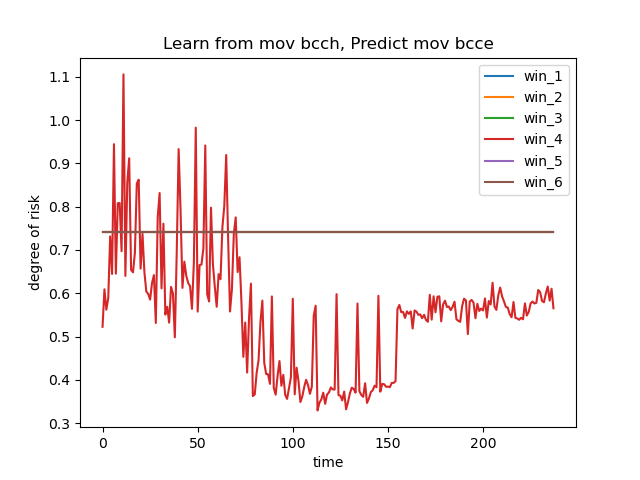 Learn from mov bcch, Predict mov bcce
degree of risk
1.1
1.0
0.9
0.8
0.7
0.6
0.5
0.4
0.3
win_1
win_2
win_3
win_4
win_5
win_6
0
50
100
150
200
time